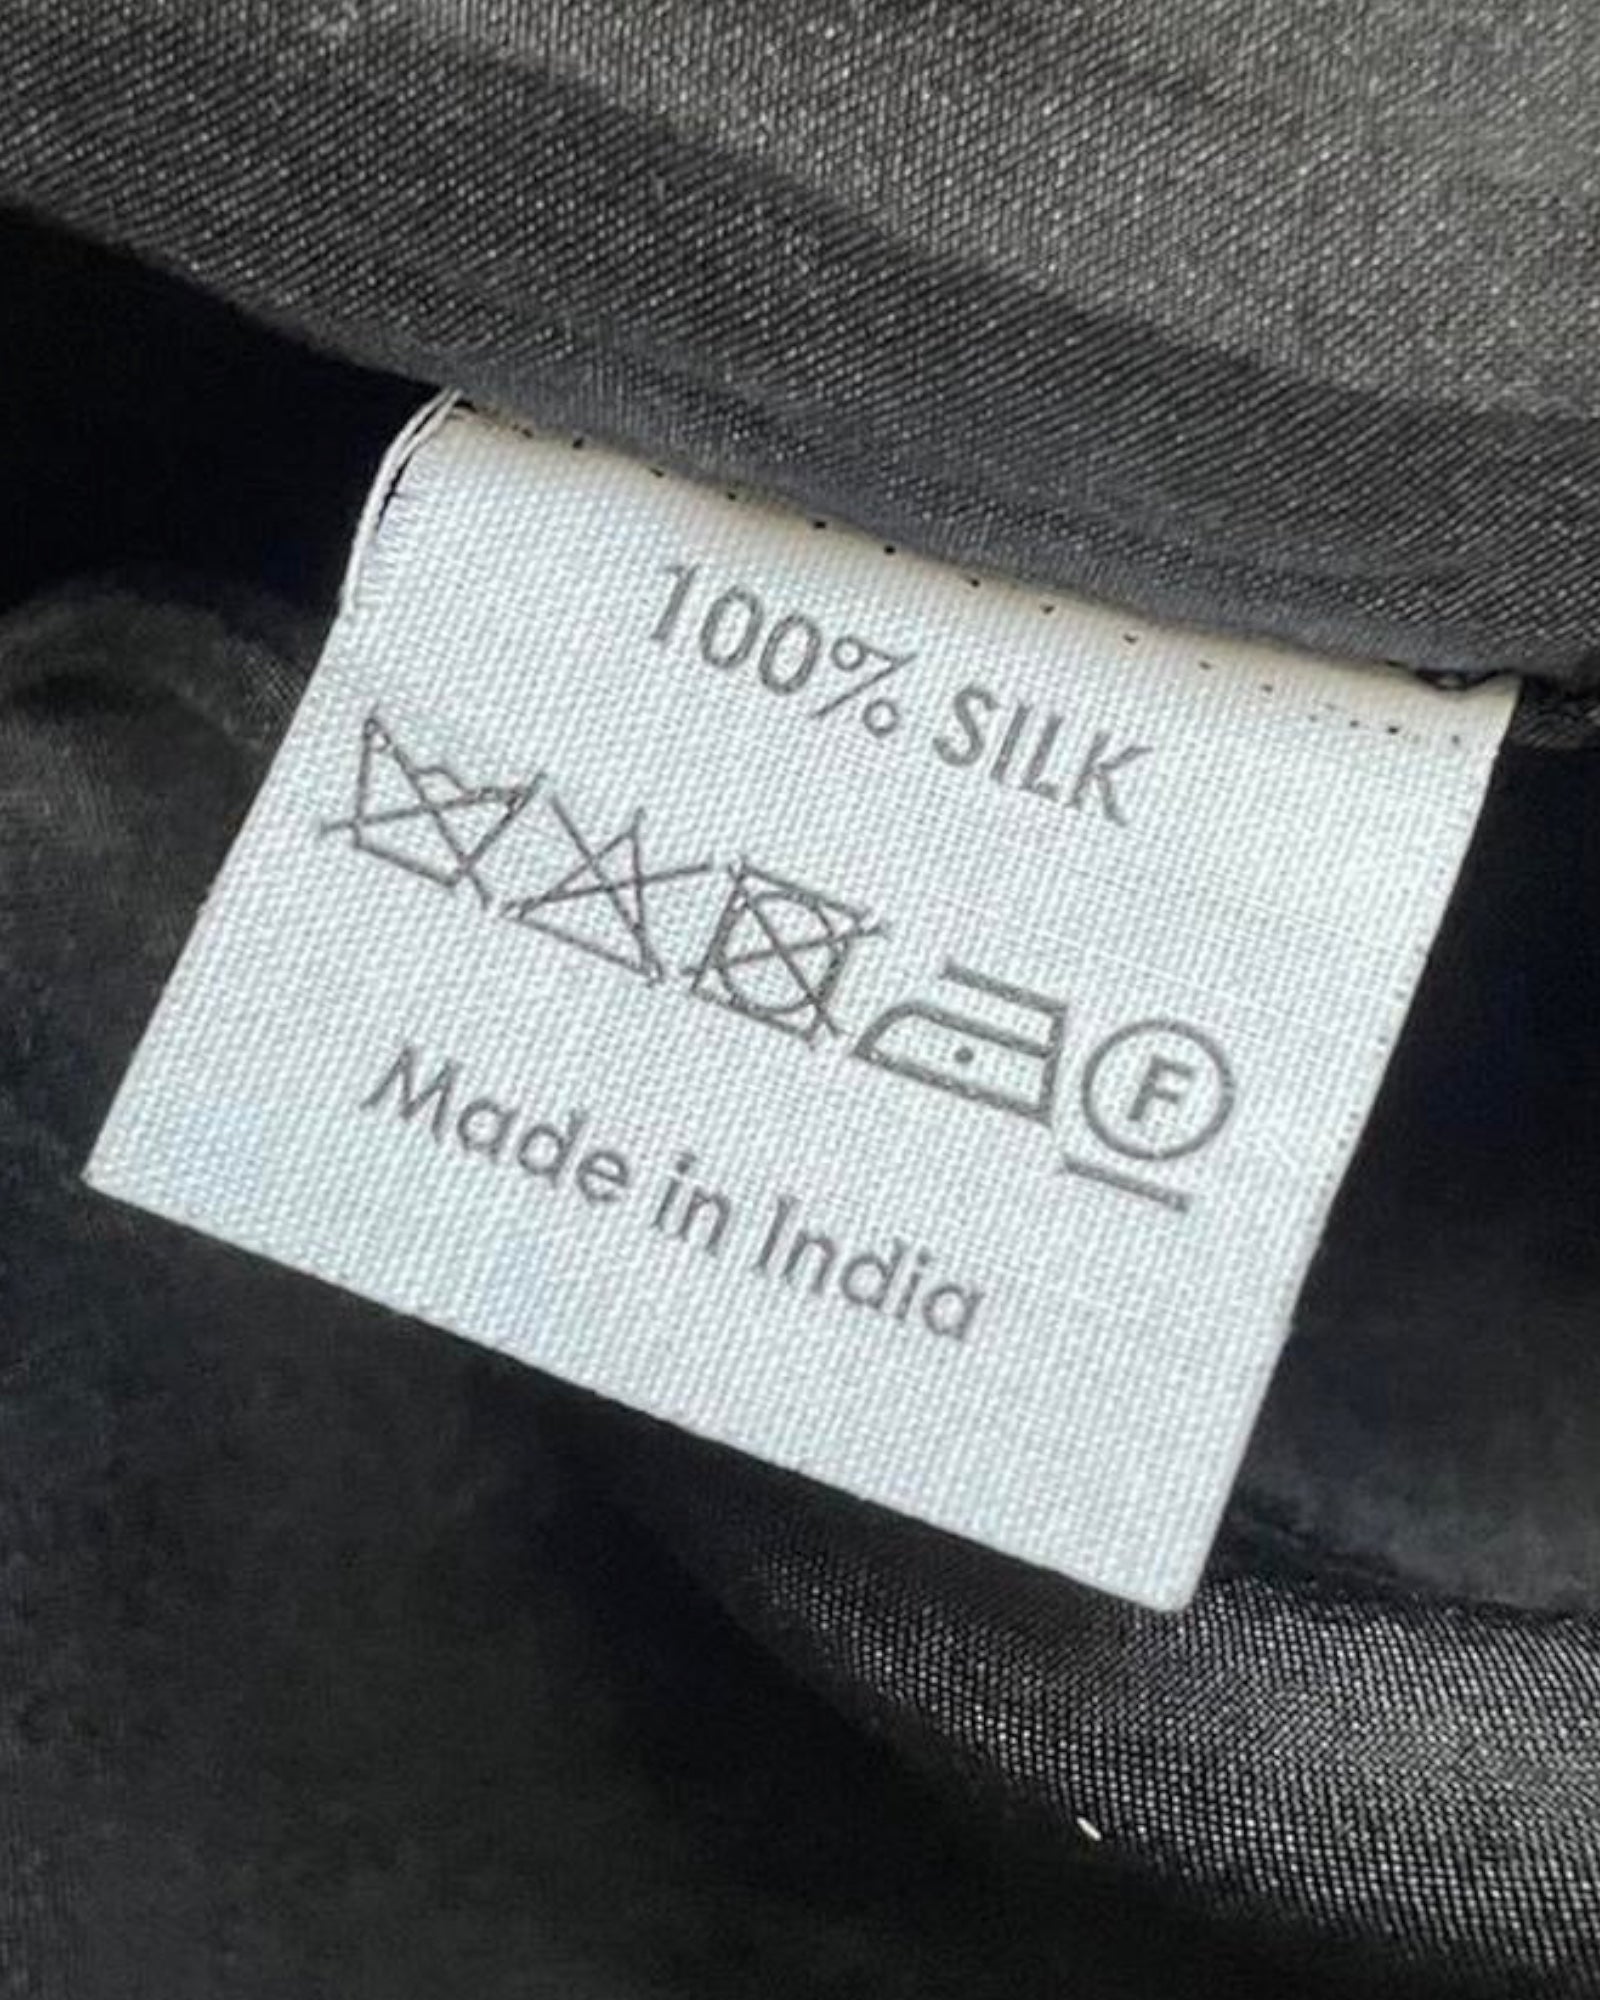 100% SILK
F
Made in India